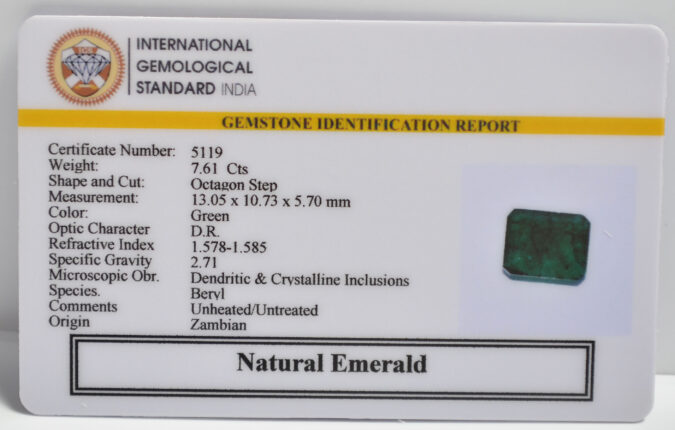 INTERNATIONAL
GEMOLOGICAL
STANDARD INDIA
GEMSTONE IDENTIFICATION REPORT
Certificate Number: 5119
Weight: 7.61 Cts
Shape and Cut: Octagon Step
Measurement: 13.05 x 10.73 x 5.70 mm
Color: Green
Optic Character D.R.
Refractive Index 1.578-1.585
Specific Gravity 2.71
Microscopic Obr. Dendritic & Crystalline Inclusions
Species. Beryl
Comments Unheated/Untreated
Origin Zambian
Natural Emerald